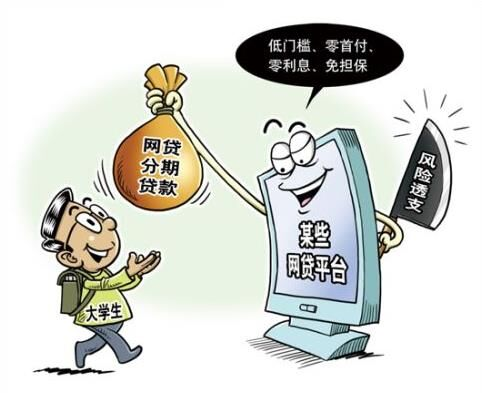 低门槛、零首付、
零利息、免担保
网贷
分期
贷款
风险透支
某些
网贷平台
大学生